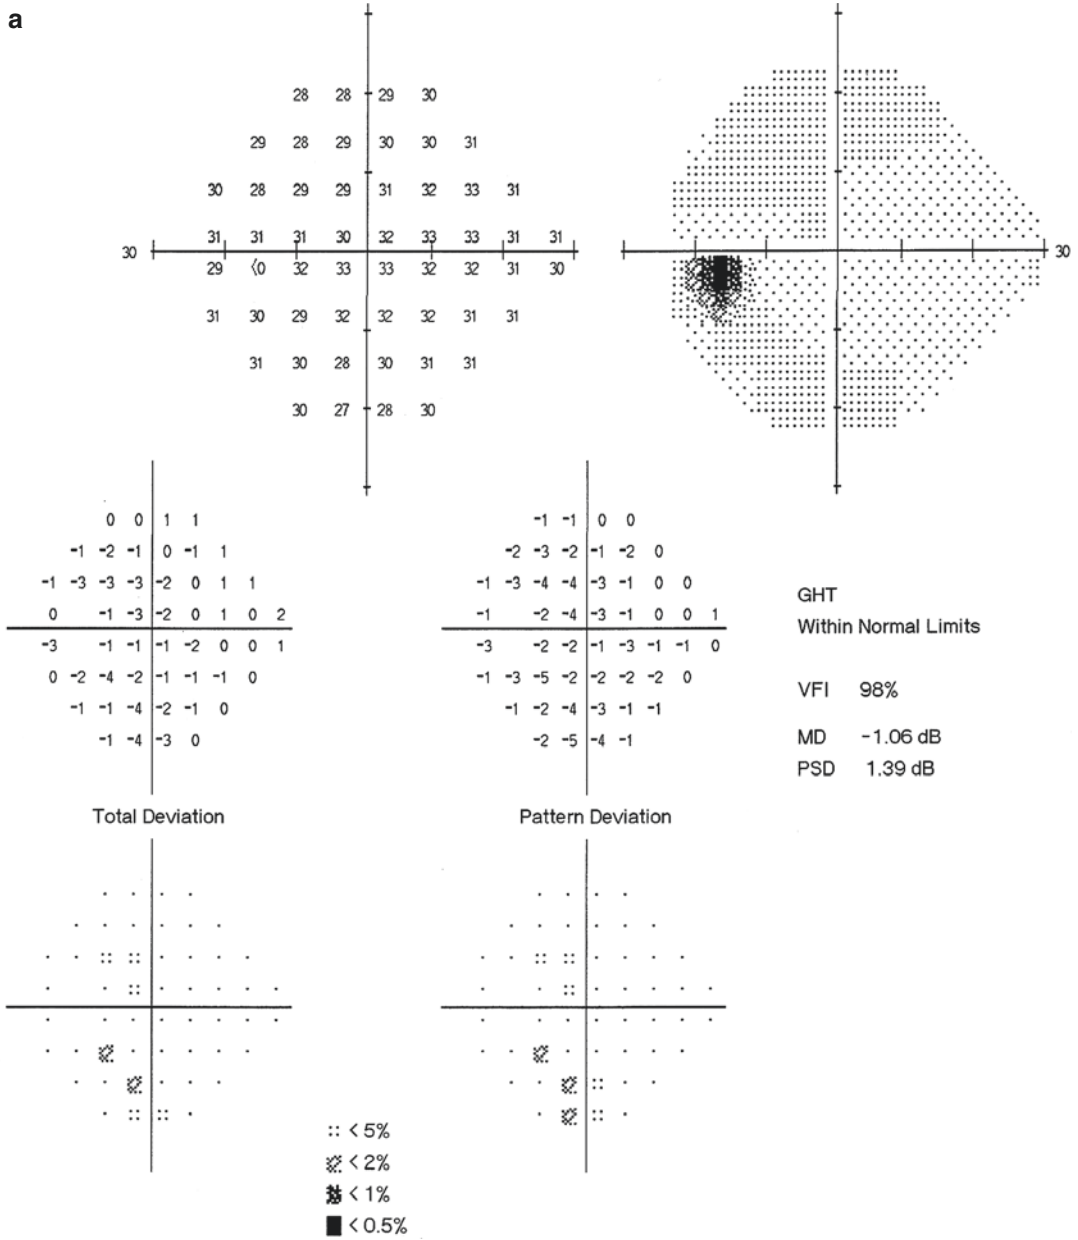 a
28 28 29 30
29 28 29 30 30 31
30 28 29 29 31 32 33 31
31 31 31 30 32 33 33 31 31
30 30
29 <0 32 33 33 32 32 31 30
31 30 29 32 32 32 31 31
31 30 28 30 31 31
30 27 28 30
0 0 1 1
-1 -2 -1 0 -1 1
-1 -3 -3 -3 -2 0 1 1
0 -1 -3 -2 0 1 0 2
-3 -1 -1 -1 -2 0 0 1
0 -2 -4 -2 -1 -1 -1 0
-1 -1 -4 -2 -1 0
-1 -4 -3 0
Total Deviation
-1 -1 0 0
-2 -3 -2 -1 -2 0
-1 -3 -4 -4 -3 -1 0 0
-1 -2 -4 -3 -1 0 0 1
-3 -2 -2 -1 -3 -1 -1 0
-1 -3 -5 -2 -2 -2 -2 0
-1 -2 -4 -3 -1 -1
-2 -5 -4 -1
Pattern Deviation
GHT
Within Normal Limits
VFI 98%
MD -1.06 dB
PSD 1.39 dB
< 5%
< 2%
< 1%
< 0.5%